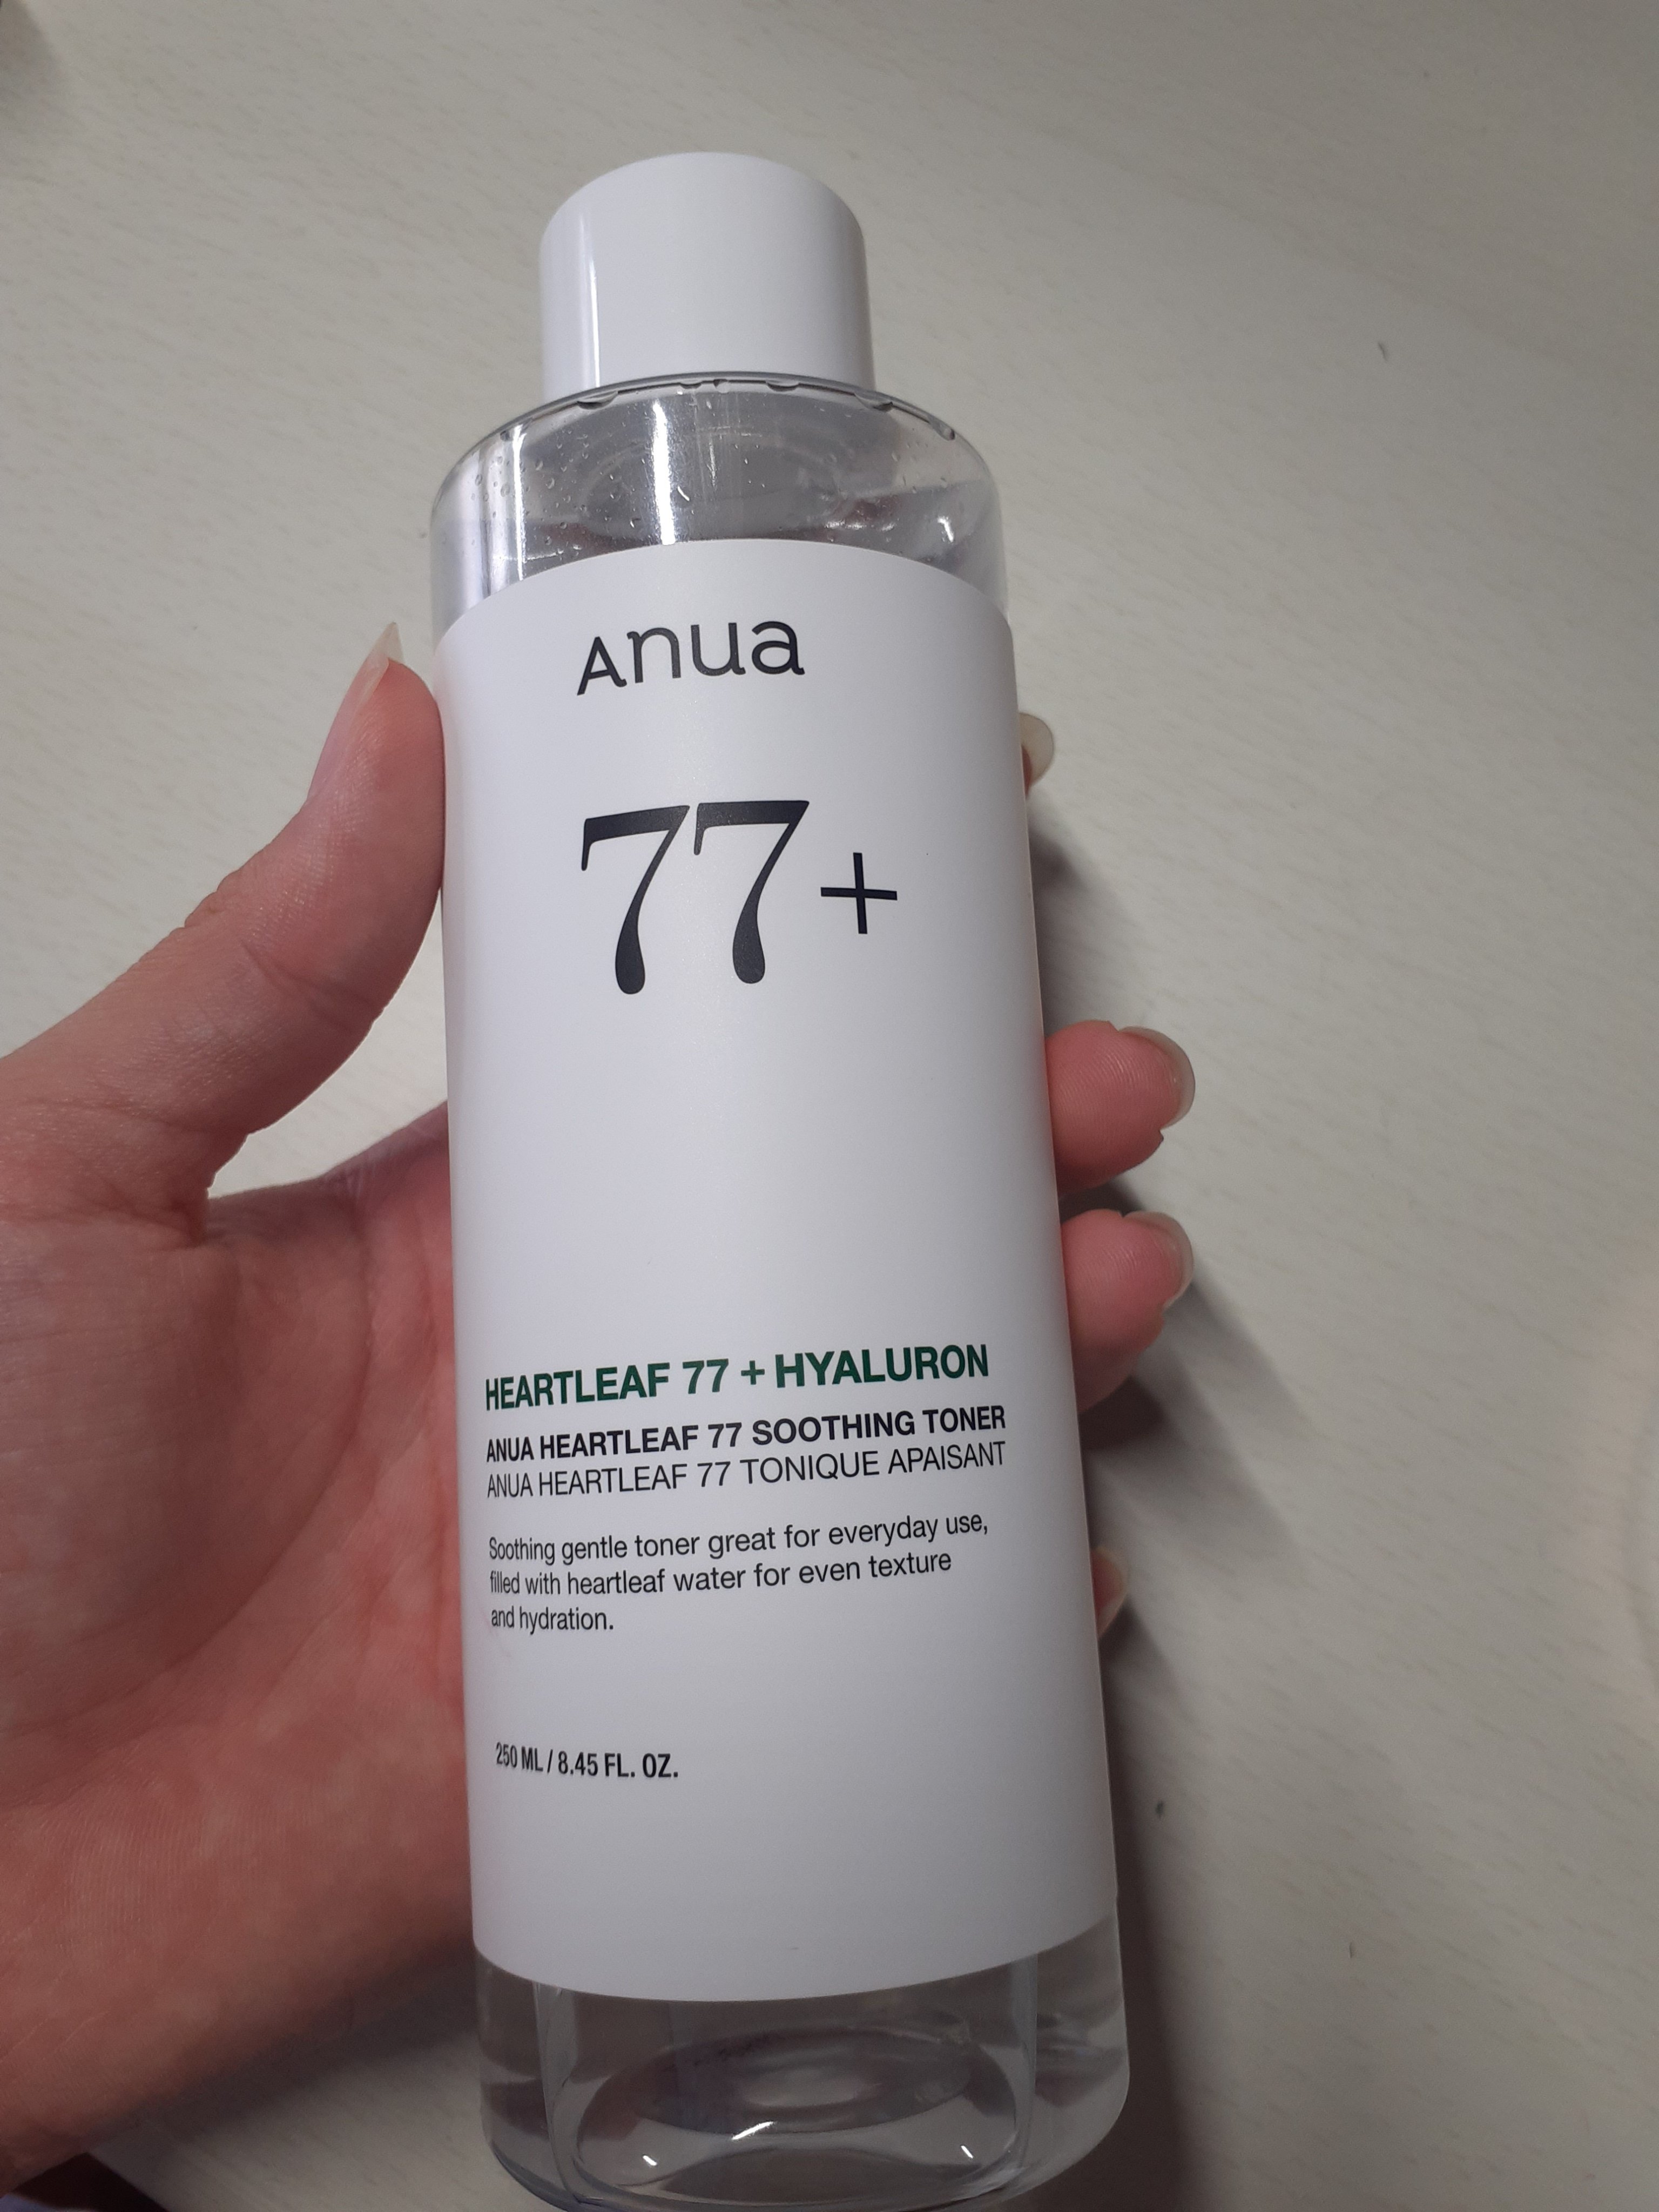 Anua
77+
HEARTLEAF 77 + HYALURON
ANUA HEARTLEAF 77 SOOTHING TONER
ANUA HEARTLEAF 77 TONIQUE APAISANT
Soothing gentle toner great for everyday use,
filled with heartleaf water for even texture
and hydration.
250 ML / 8.45 FL. OZ.